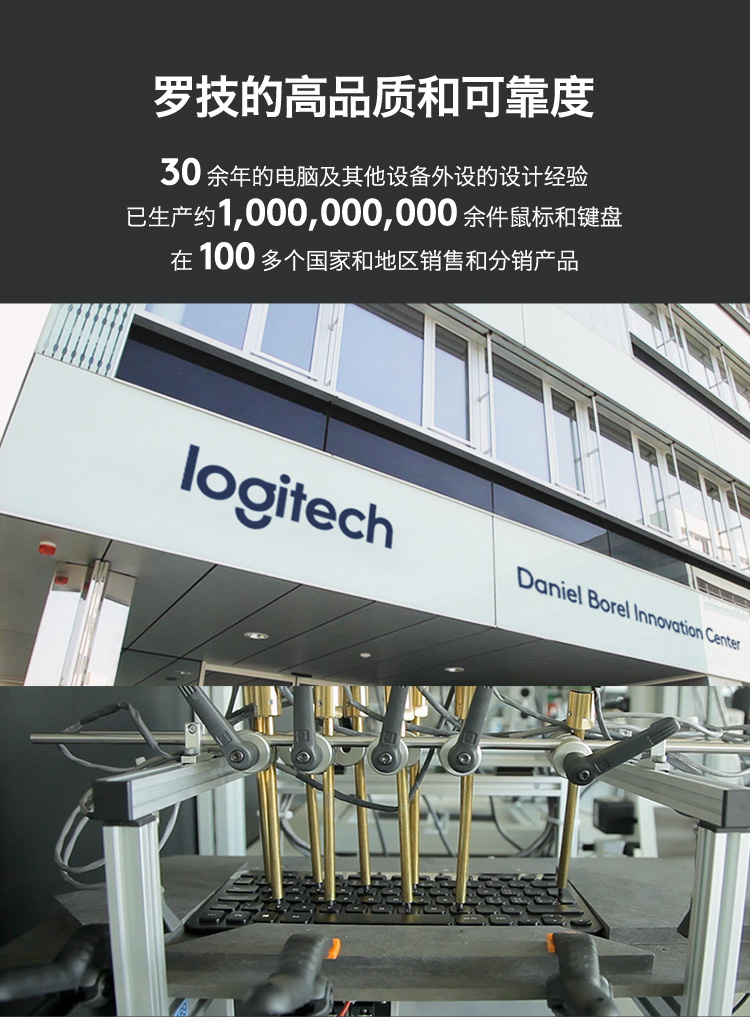 罗技的高品质和可靠度
30 余年的电脑及其他设备外设的设计经验
已生产约1,000,000,000 余件鼠标和键盘
在 100 多个国家和地区销售和分销产品
logitech
Daniel Borel Innovation Center